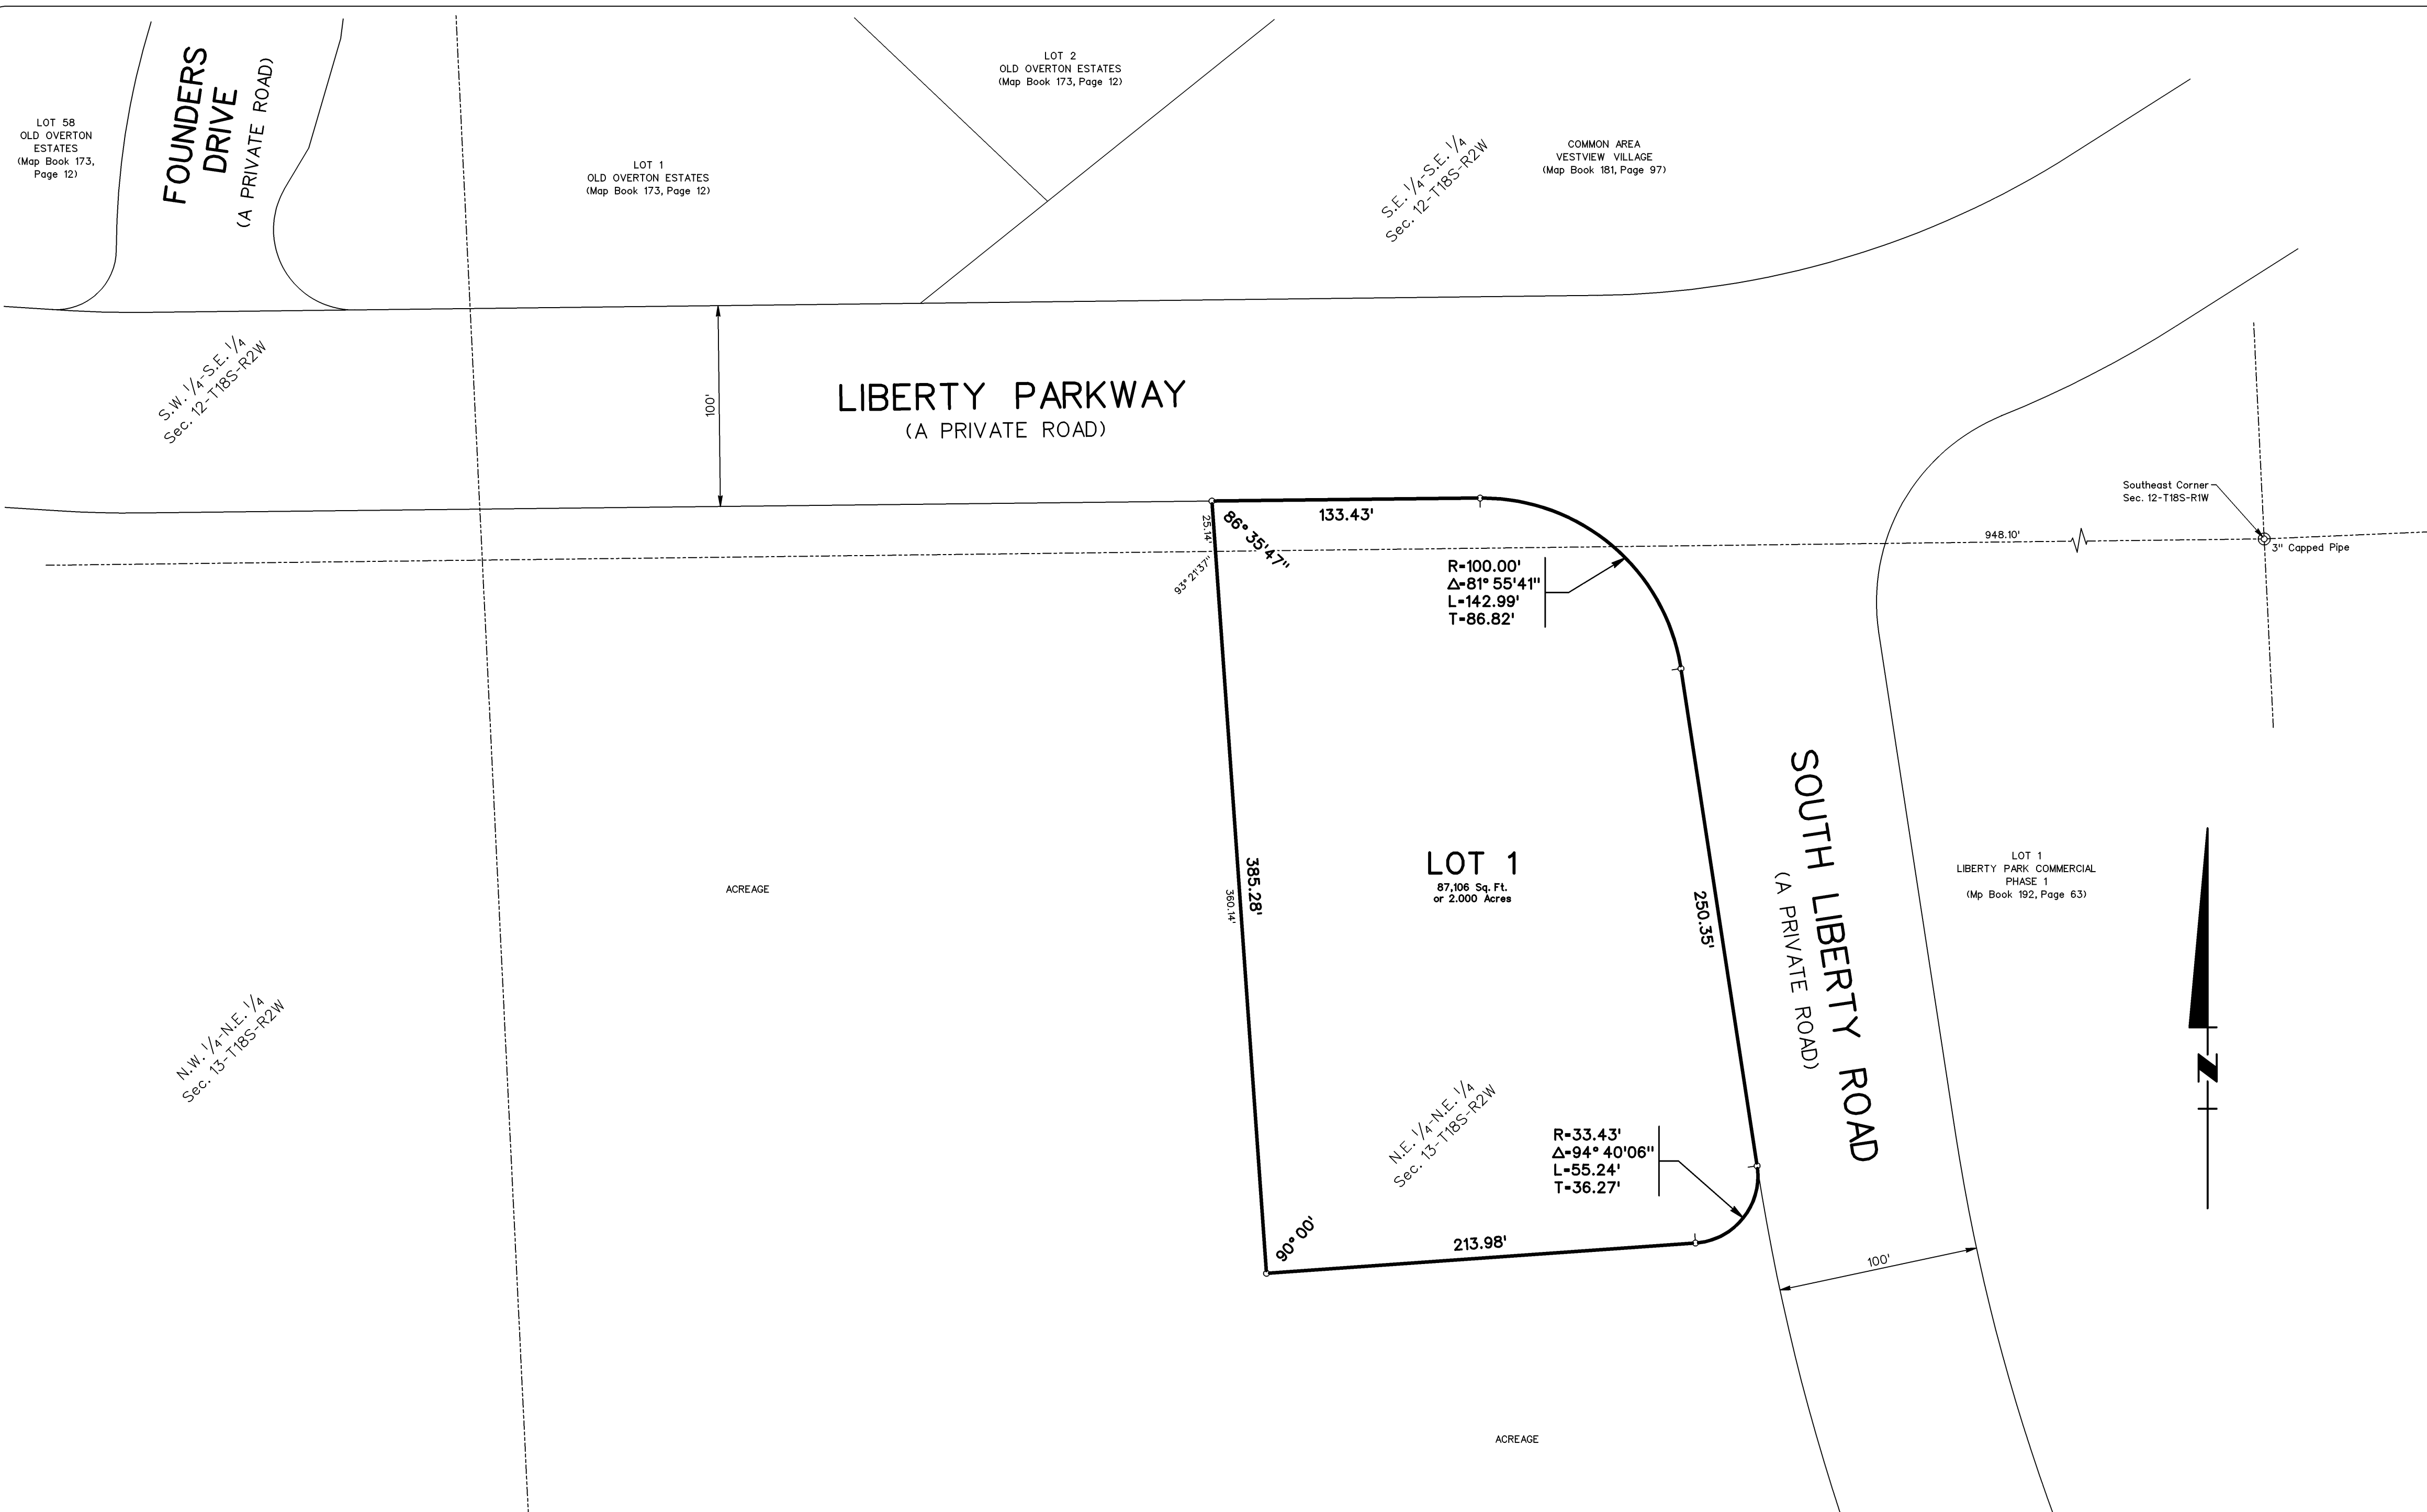 LOT 58
OLD OVERTON
ESTATES
(Map Book 173,
Page 12)
FOUNDERS
DRIVE
(A PRIVATE ROAD)
LOT 1
OLD OVERTON ESTATES
(Map Book 173, Page 12)
LOT 2
OLD OVERTON ESTATES
(Map Book 173, Page 12)
S.E. 1/4-S.E. 1/4
Sec. 12-T18S-R2W
COMMON AREA
VESTVIEW VILLAGE
(Map Book 181, Page 97)
S.W. 1/4-S.E. 1/4
Sec. 12-T18S-R2W
100'
LIBERTY PARKWAY
(A PRIVATE ROAD)
Southeast Corner
Sec. 12-T18S-R1W
948.10'
3" Capped Pipe
133.43'
25.14'
86° 35'47"
93° 21'37"
R=100.00'
Δ=81° 55'41"
L=142.99'
T=86.82'
SOUTH LIBERTY ROAD
(A PRIVATE ROAD)
LOT 1
87,106 Sq. Ft.
or 2.000 Acres
385.28'
360.14'
250.35'
LOT 1
LIBERTY PARK COMMERCIAL
PHASE 1
(Mp Book 192, Page 63)
ACREAGE
N.W. 1/4-N.E. 1/4
Sec. 13-T18S-R2W
N.E. 1/4-N.E. 1/4
Sec. 13-T18S-R2W
N
R=33.43'
Δ=94° 40'06"
L=55.24'
T=36.27'
90° 00'
213.98'
100'
ACREAGE